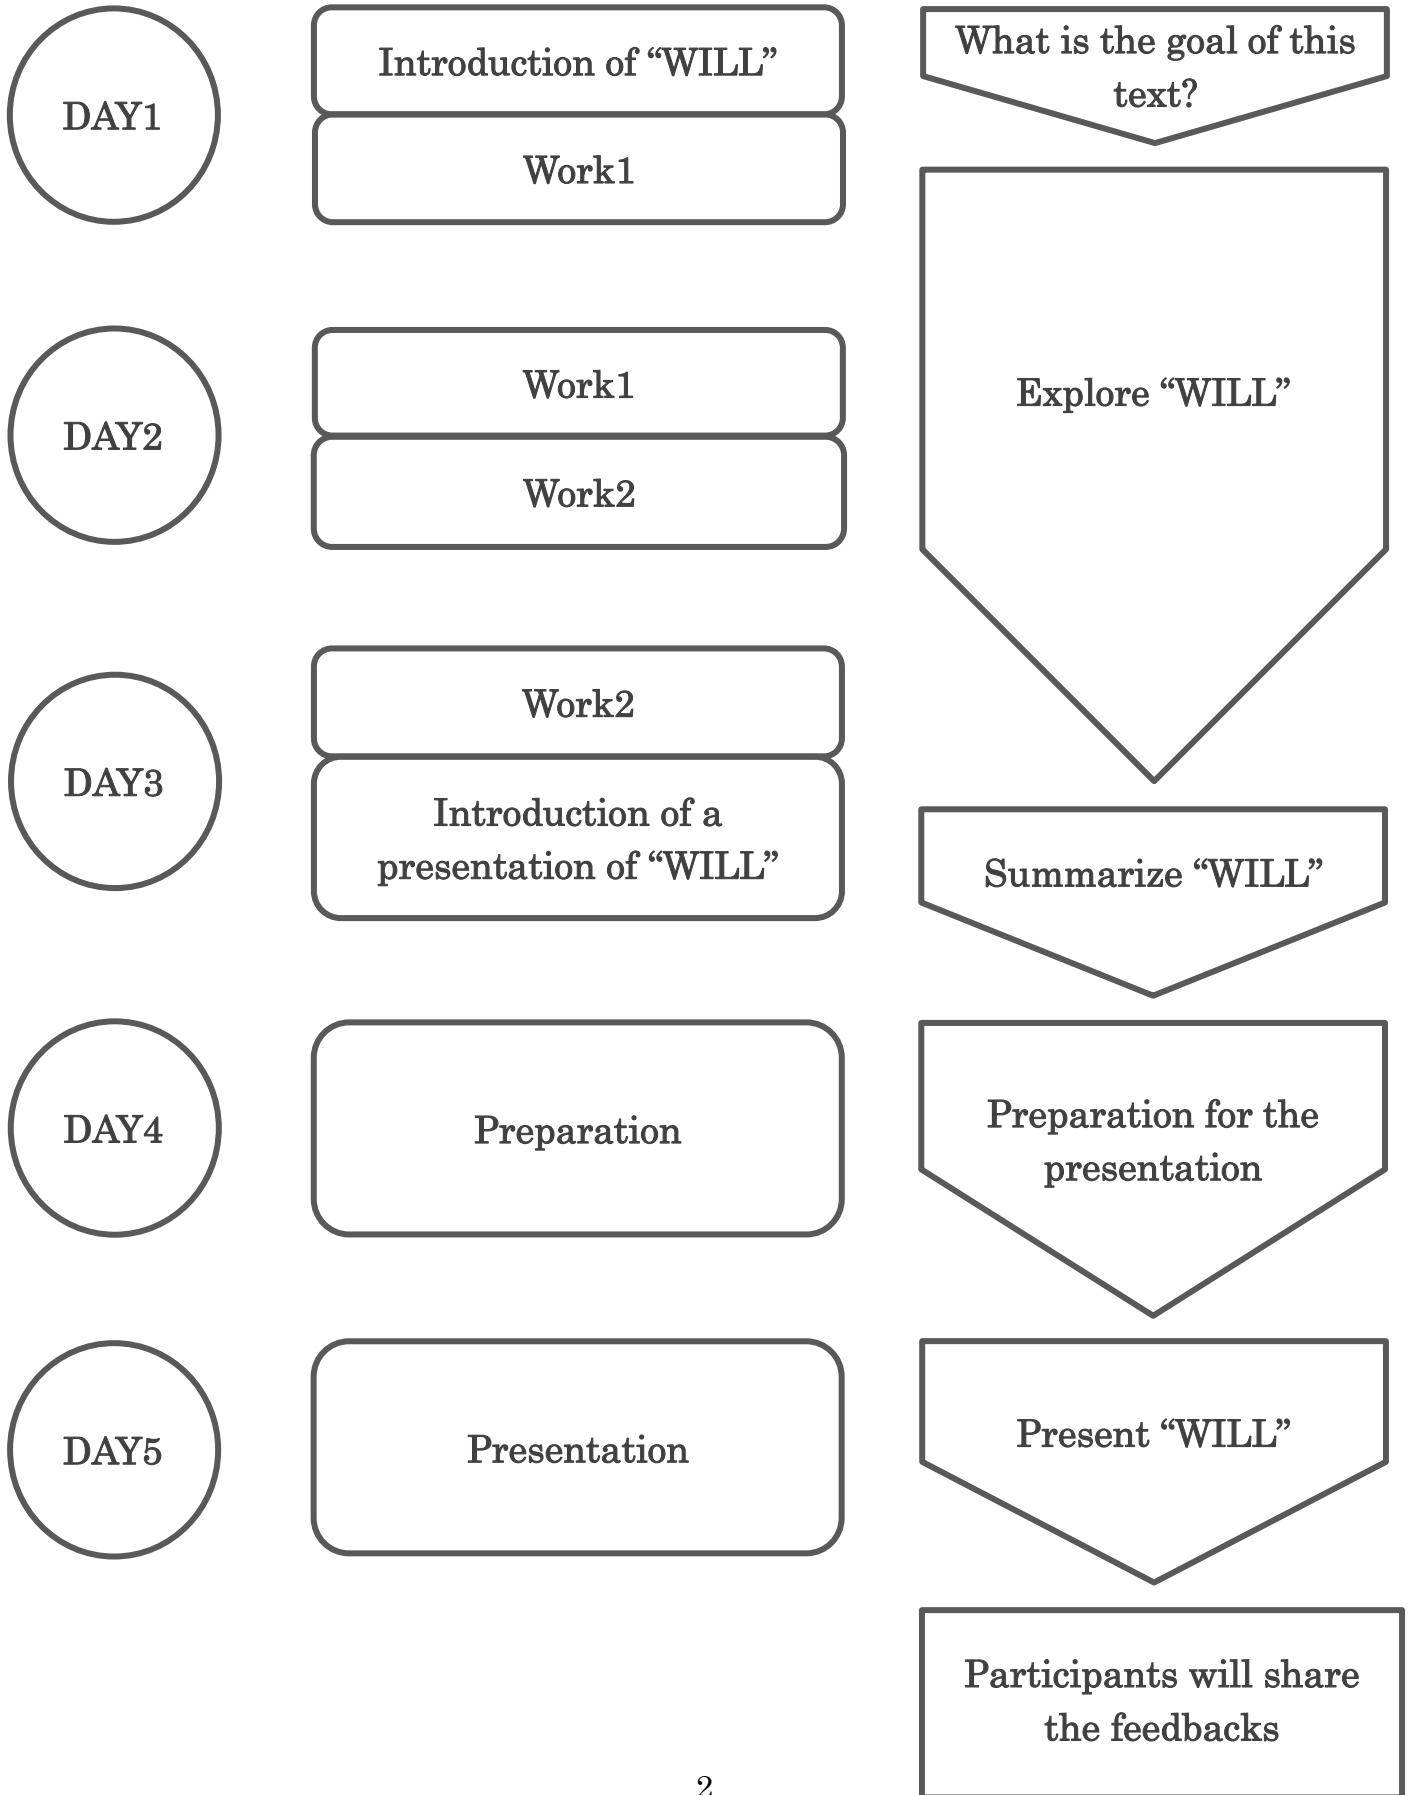 DAY1
Introduction of “WILL”
Work1
What is the goal of this
text?
Explore “WILL”
DAY2
Work1
Work2
DAY3
Work2
Introduction of a
presentation of “WILL”
Summarize “WILL”
DAY4
Preparation
Preparation for the
presentation
DAY5
Presentation
Present “WILL”
Participants will share
the feedbacks
2